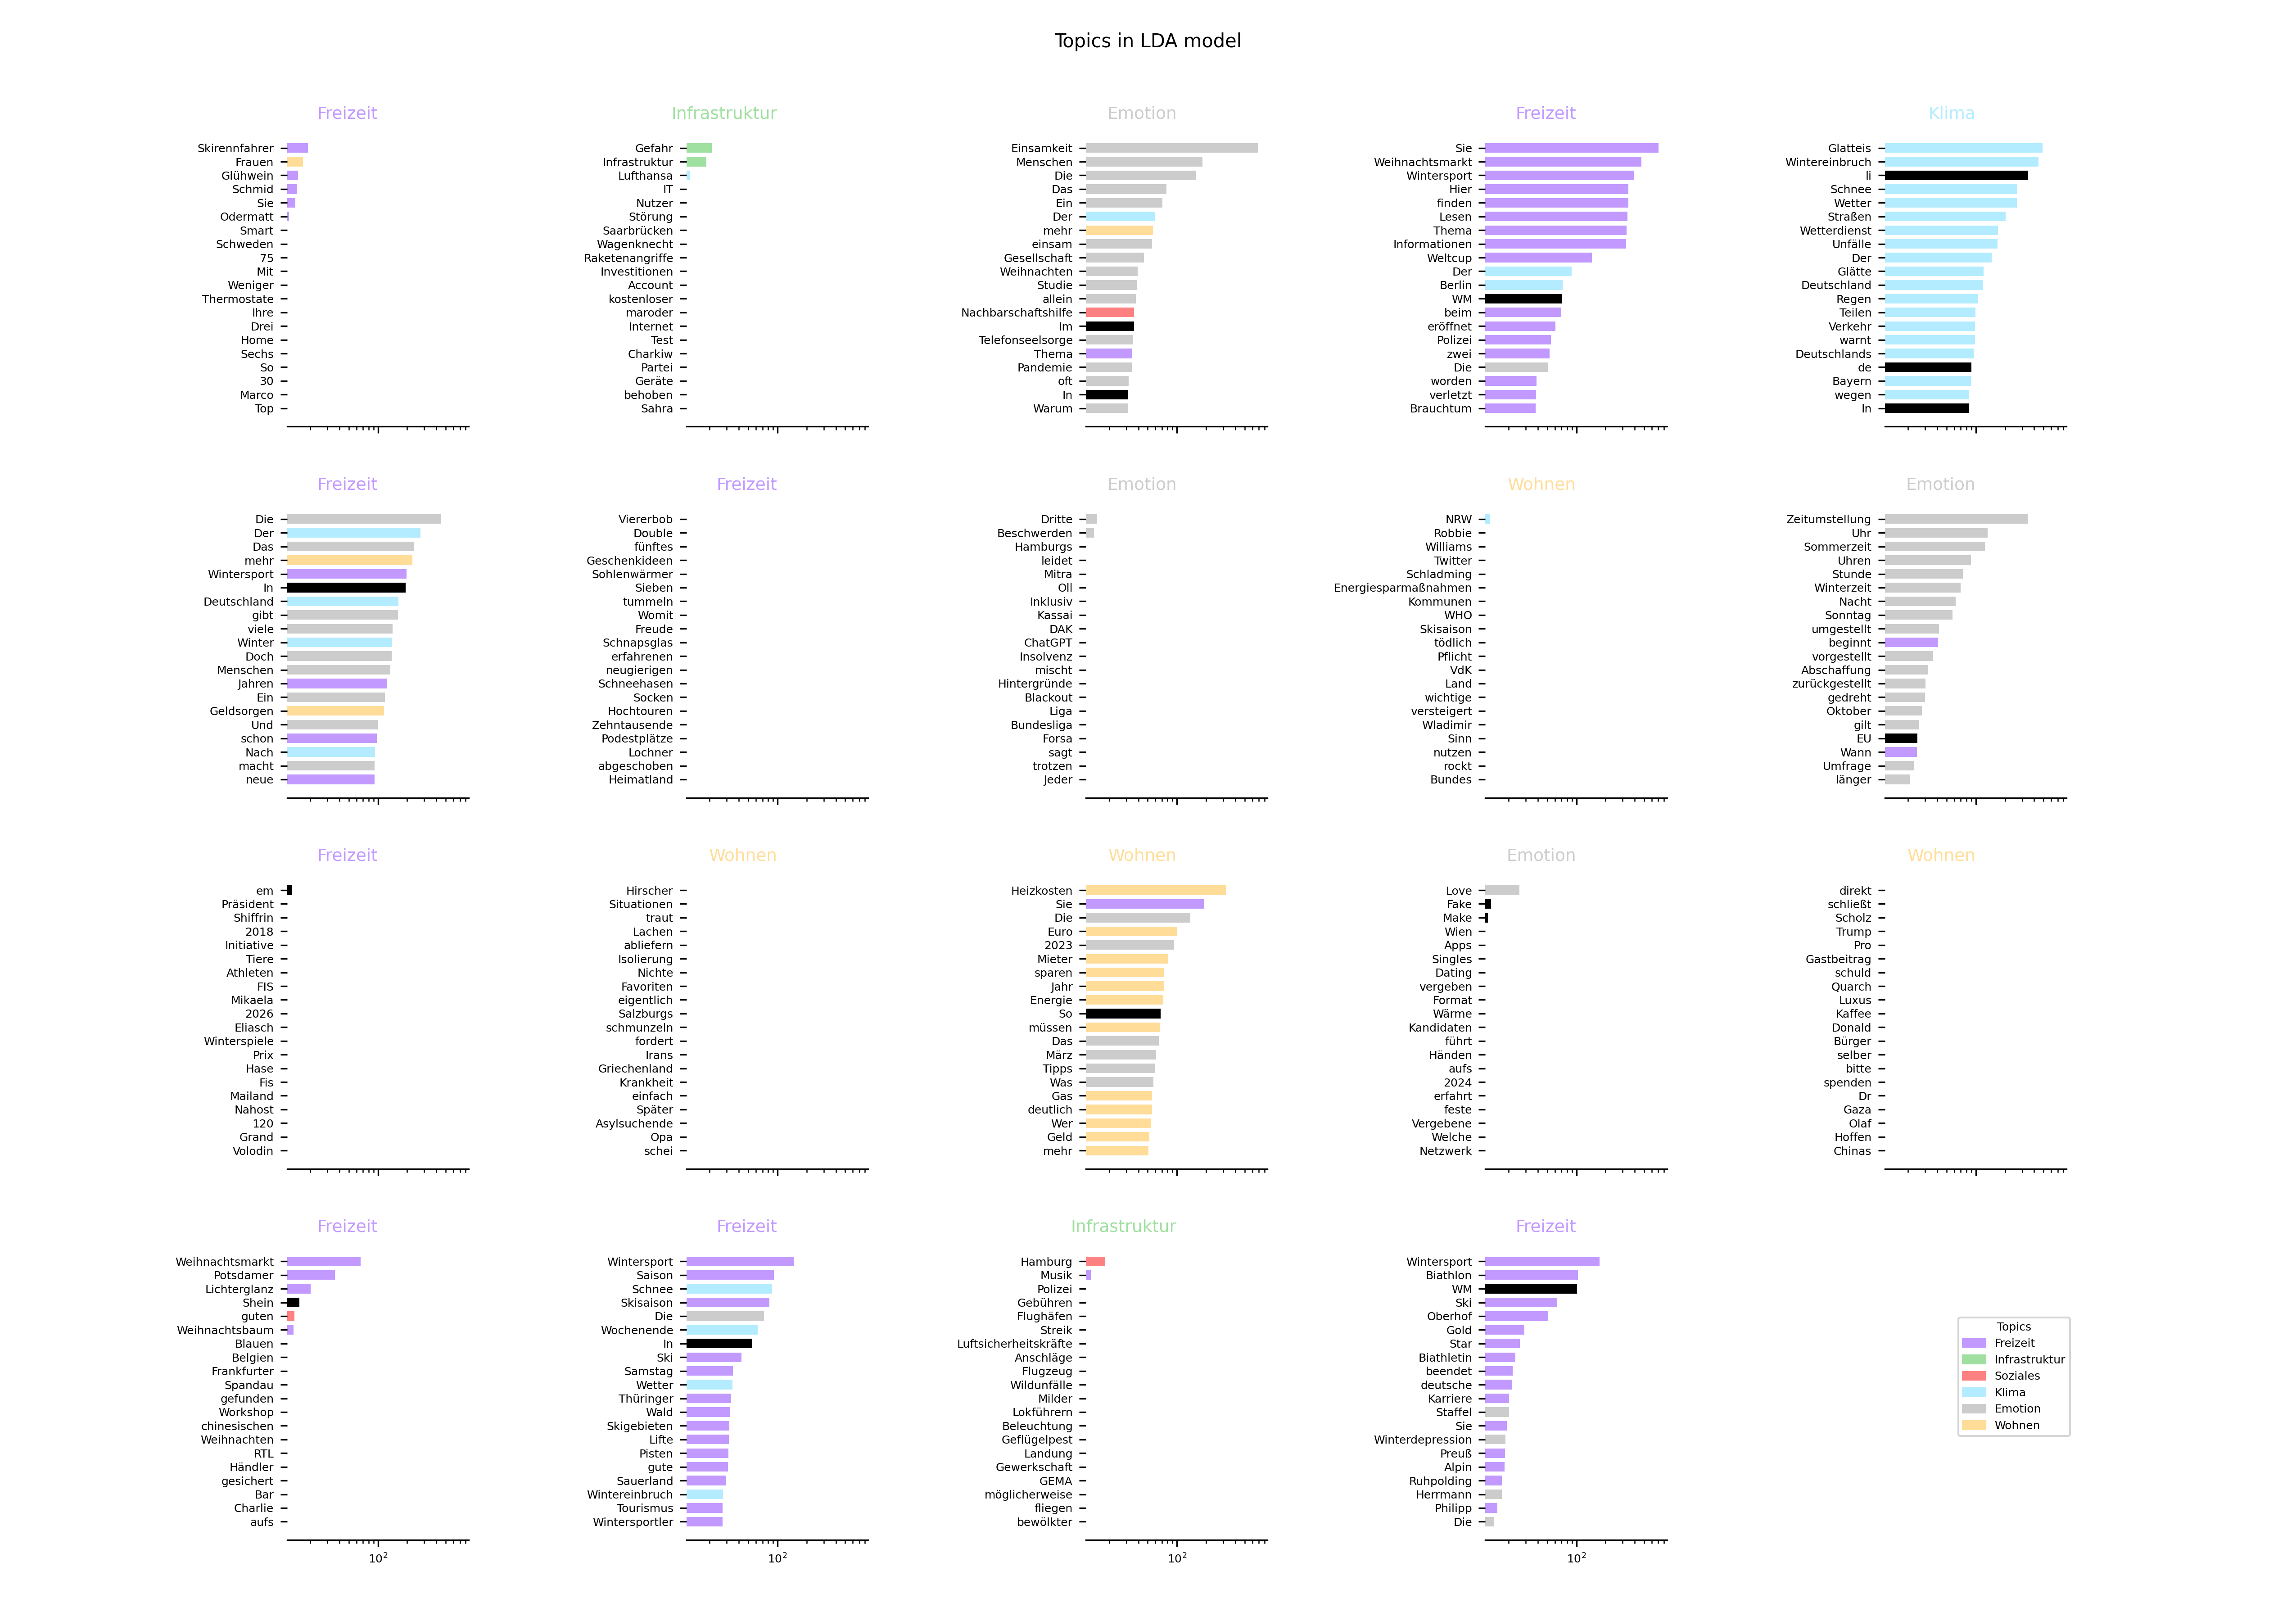 Topics in LDA model
Freizeit
Skirennfahrer
Frauen
Glühwein
Schmid
Sie
Odermatt
Smart
Schweden
75
Mit
Weniger
Thermostate
Ihre
Drei
Home
Sechs
So
30
Marco
Top
Infrastruktur
Gefahr
Infrastruktur
Lufthansa
IT
Nutzer
Störung
Saarbrücken
Wagenknecht
Raketenangriffe
Investitionen
Account
kostenloser
maroder
Internet
Test
Charkiw
Partei
Geräte
behoben
Sahra
Emotion
Einsamkeit
Menschen
Die
Das
Ein
Der
mehr
einsam
Gesellschaft
Weihnachten
Studie
allein
Nachbarschaftshilfe
Im
Telefonseelsorge
Thema
Pandemie
oft
In
Warum
Freizeit
Sie
Weihnachtsmarkt
Wintersport
Hier
finden
Lesen
Thema
Informationen
Weltcup
Der
Berlin
WM
beim
eröffnet
Polizei
zwei
Die
worden
verletzt
Brauchtum
Klima
Glatteis
Wintereinbruch
li
Schnee
Wetter
Straßen
Wetterdienst
Unfälle
Der
Glätte
Deutschland
Regen
Teilen
Verkehr
warnt
Deutschlands
de
Bayern
wegen
In
Freizeit
Die
Der
Das
mehr
Wintersport
In
Deutschland
gibt
viele
Winter
Doch
Menschen
Jahren
Ein
Geldsorgen
Und
schon
Nach
macht
neue
Freizeit
Viererbob
Double
fünftes
Geschenkideen
Sohlenwärmer
Sieben
tummeln
Womit
Freude
Schnapsglas
erfahrenen
neugierigen
Schneehasen
Socken
Hochtouren
Zehntausende
Podestplätze
Lochner
abgeschoben
Heimatland
Emotion
Dritte
Beschwerden
Hamburgs
leidet
Mitra
Oll
Inklusiv
Kassai
DAK
ChatGPT
Insolvenz
mischt
Hintergründe
Blackout
Liga
Bundesliga
Forsa
sagt
trotzen
Jeder
Wohnen
NRW
Robbie
Williams
Twitter
Schladming
Energiesparmaßnahmen
Kommunen
WHO
Skisaison
tödlich
Pflicht
VdK
Land
wichtige
versteigert
Wladimir
Sinn
nutzen
rockt
Bundes
Emotion
Zeitumstellung
Uhr
Sommerzeit
Uhren
Stunde
Winterzeit
Nacht
Sonntag
umgestellt
beginnt
vorgestellt
Abschaffung
zurückgestellt
gedreht
Oktober
gilt
EU
Wann
Umfrage
länger
Freizeit
em
Präsident
Shiffrin
2018
Initiative
Tiere
Athleten
FIS
Mikaela
2026
Eliasch
Winterspiele
Prix
Hase
Fis
Mailand
Nahost
120
Grand
Volodin
Wohnen
Hirscher
Situationen
traut
Lachen
abliefern
Isolierung
Nichte
Favoriten
eigentlich
Salzburgs
schmunzeln
fordert
Irans
Griechenland
Krankheit
einfach
Später
Asylsuchende
Opa
schei
Wohnen
Heizkosten
Sie
Die
Euro
2023
Mieter
sparen
Jahr
Energie
So
müssen
Das
März
Tipps
Was
Gas
deutlich
Wer
Geld
mehr
Emotion
Love
Fake
Make
Wien
Apps
Singles
Dating
vergeben
Format
Wärme
Kandidaten
führt
Händen
aufs
2024
erfahrt
feste
Vergebene
Welche
Netzwerk
Wohnen
direkt
schließt
Scholz
Trump
Pro
Gastbeitrag
schuld
Quarch
Luxus
Kaffee
Donald
Bürger
selber
bitte
spenden
Dr
Gaza
Olaf
Hoffen
Chinas
Freizeit
Weihnachtsmarkt
Potsdamer
Lichterglanz
Shein
guten
Weihnachtsbaum
Blauen
Belgien
Frankfurter
Spandau
gefunden
Workshop
chinesischen
Weihnachten
RTL
Händler
gesichert
Bar
Charlie
aufs
10²
Freizeit
Wintersport
Saison
Schnee
Skisaison
Die
Wochenende
In
Ski
Samstag
Wetter
Thüringer
Wald
Skigebieten
Lifte
Pisten
gute
Sauerland
Wintereinbruch
Tourismus
Wintersportler
10²
Infrastruktur
Hamburg
Musik
Polizei
Gebühren
Flughäfen
Streik
Luftsicherheitskräfte
Anschläge
Flugzeug
Wildunfälle
Milder
Lokführern
Beleuchtung
Geflügelpest
Landung
Gewerkschaft
GEMA
möglicherweise
fliegen
bewölkter
10²
Freizeit
Wintersport
Biathlon
WM
Ski
Oberhof
Gold
Star
Biathletin
beendet
deutsche
Karriere
Staffel
Sie
Winterdepression
Preuß
Alpin
Ruhpolding
Herrmann
Philipp
Die
10²
Topics
Freizeit
Infrastruktur
Soziales
Klima
Emotion
Wohnen